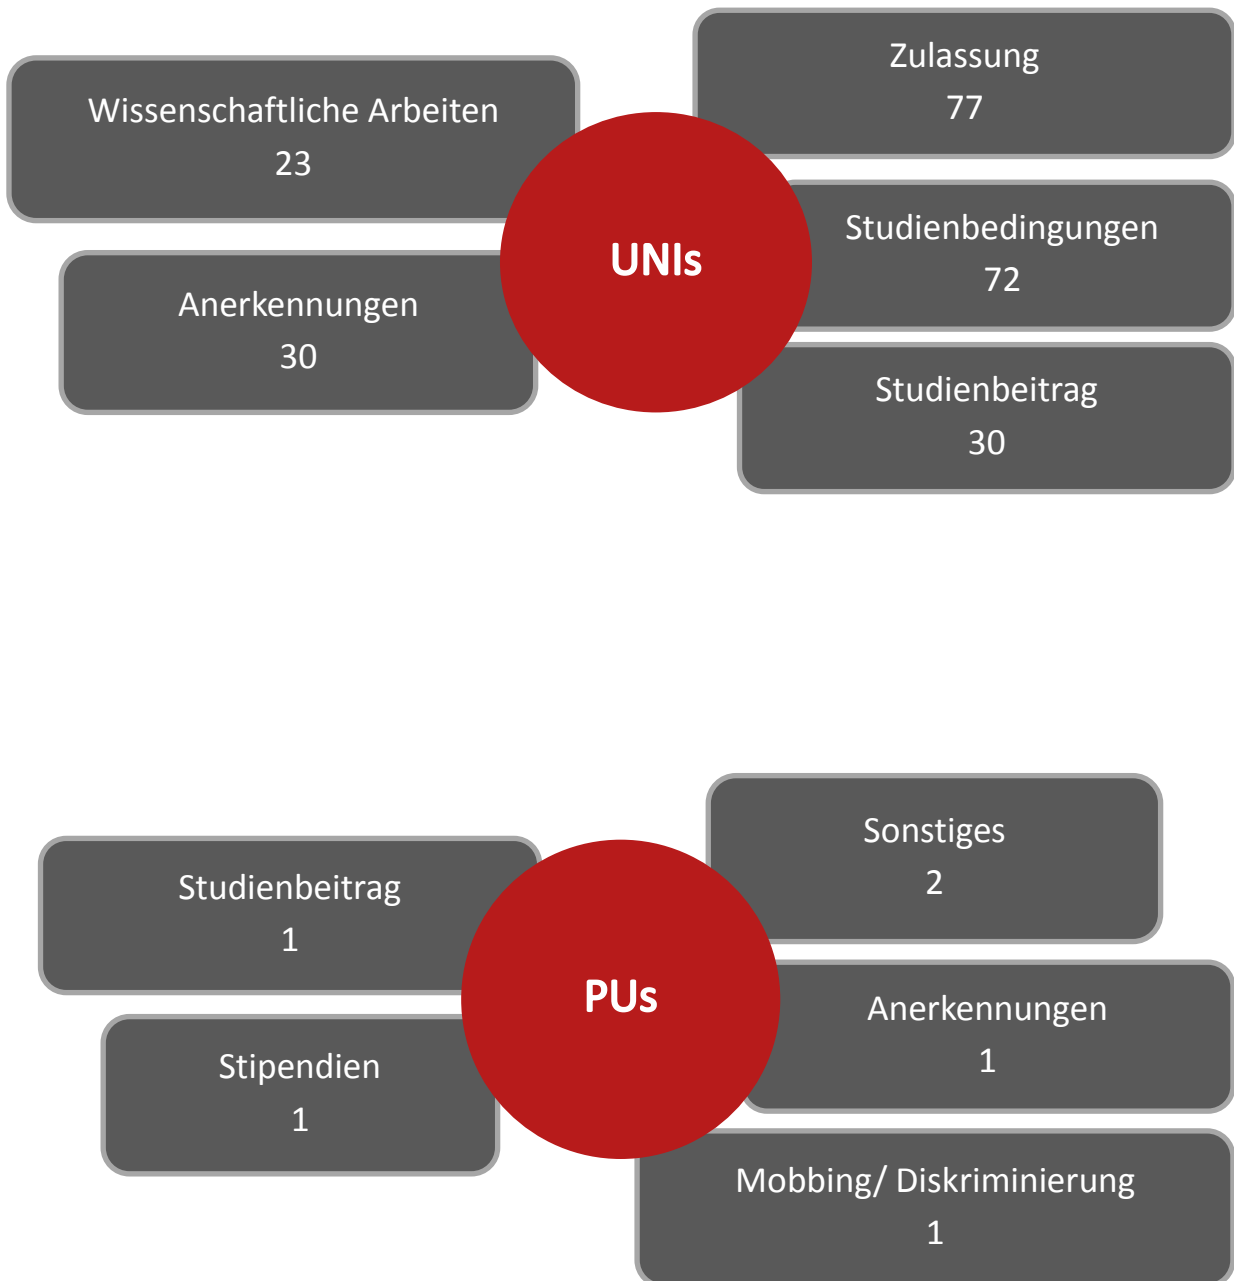 Zulassung
77
Wissenschaftliche Arbeiten
23
Studienbedingungen
72
UNIs
Anerkennungen
30
Studienbeitrag
30
Sonstiges
2
Studienbeitrag
1
PUs
Anerkennungen
1
Stipendien
1
Mobbing/ Diskriminierung
1